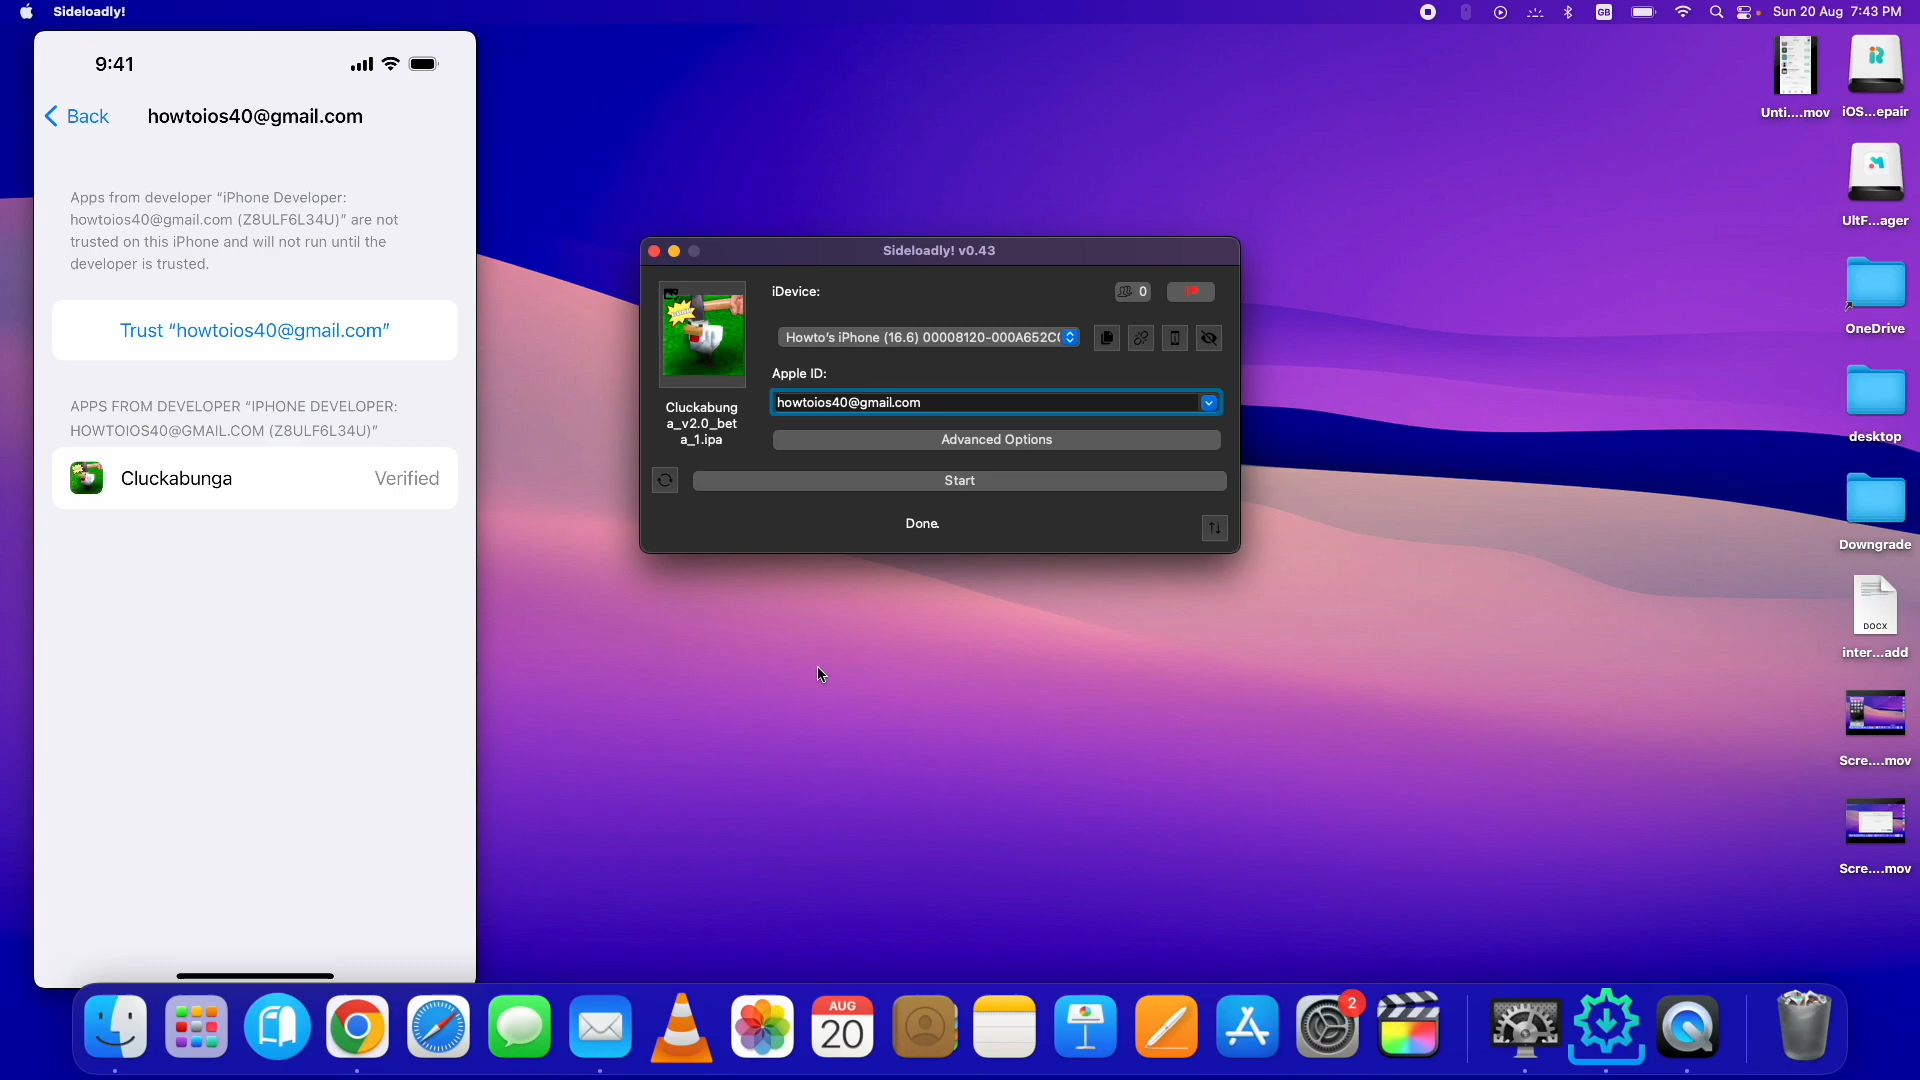 Sideloadly!
GB
Sun 20 Aug 7:43 PM
9:41
Back
howtoios40@gmail.com
Apps from developer “iPhone Developer:
howtoios40@gmail.com (Z8ULF6L34U)” are not
trusted on this iPhone and will not run until the
developer is trusted.
Trust “howtoios40@gmail.com”
APPS FROM DEVELOPER “IPHONE DEVELOPER:
HOWTOIOS40@GMAIL.COM (Z8ULF6L34U)”
Cluckabunga
Verified
Sideloadly! v0.43
iDevice:
0
Howto's iPhone (16.6) 00008120-000A652C(
Apple ID:
howtoios40@gmail.com
Cluckabung
a_v2.0_bet
a_1.ipa
Advanced Options
Start
Done.
Unti....mov
iOS...epair
UltF...ager
OneDrive
desktop
Downgrade
DOCX
inter...add
Scre....mov
Scre....mov
AUG
20
2